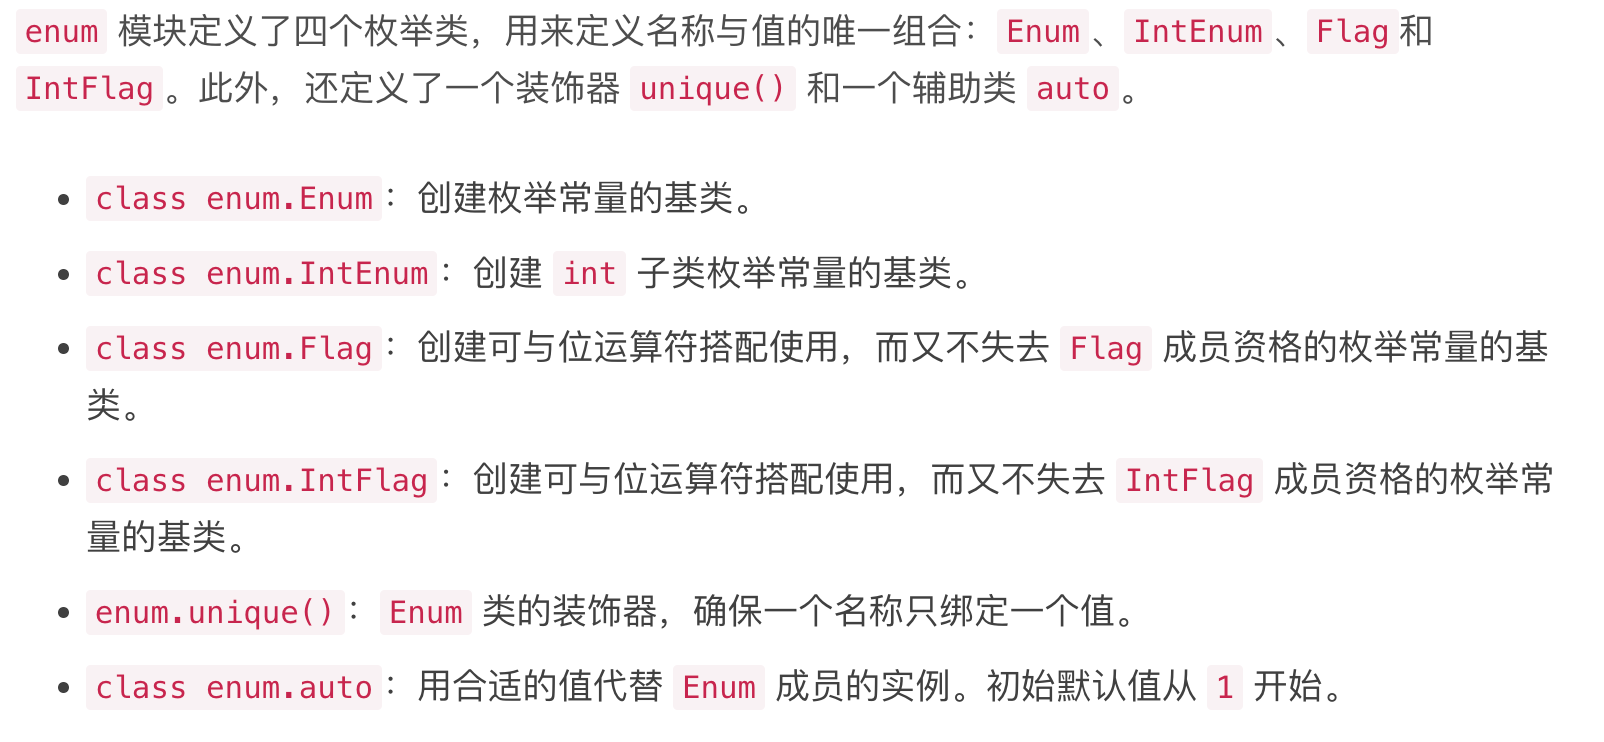 enum 模块定义了四个枚举类，用来定义名称与值的唯一组合：Enum、IntEnum、Flag和
IntFlag。此外，还定义了一个装饰器 unique() 和一个辅助类 auto。
• class enum.Enum：创建枚举常量的基类。
• class enum.IntEnum：创建 int 子类枚举常量的基类。
• class enum.Flag：创建可与位运算符搭配使用，而又不失去 Flag 成员资格的枚举常量的基
类。
• class enum.IntFlag：创建可与位运算符搭配使用，而又不失去 IntFlag 成员资格的枚举常
量的基类。
• enum.unique()：Enum 类的装饰器，确保一个名称只绑定一个值。
• class enum.auto：用合适的值代替 Enum 成员的实例。初始默认值从 1 开始。